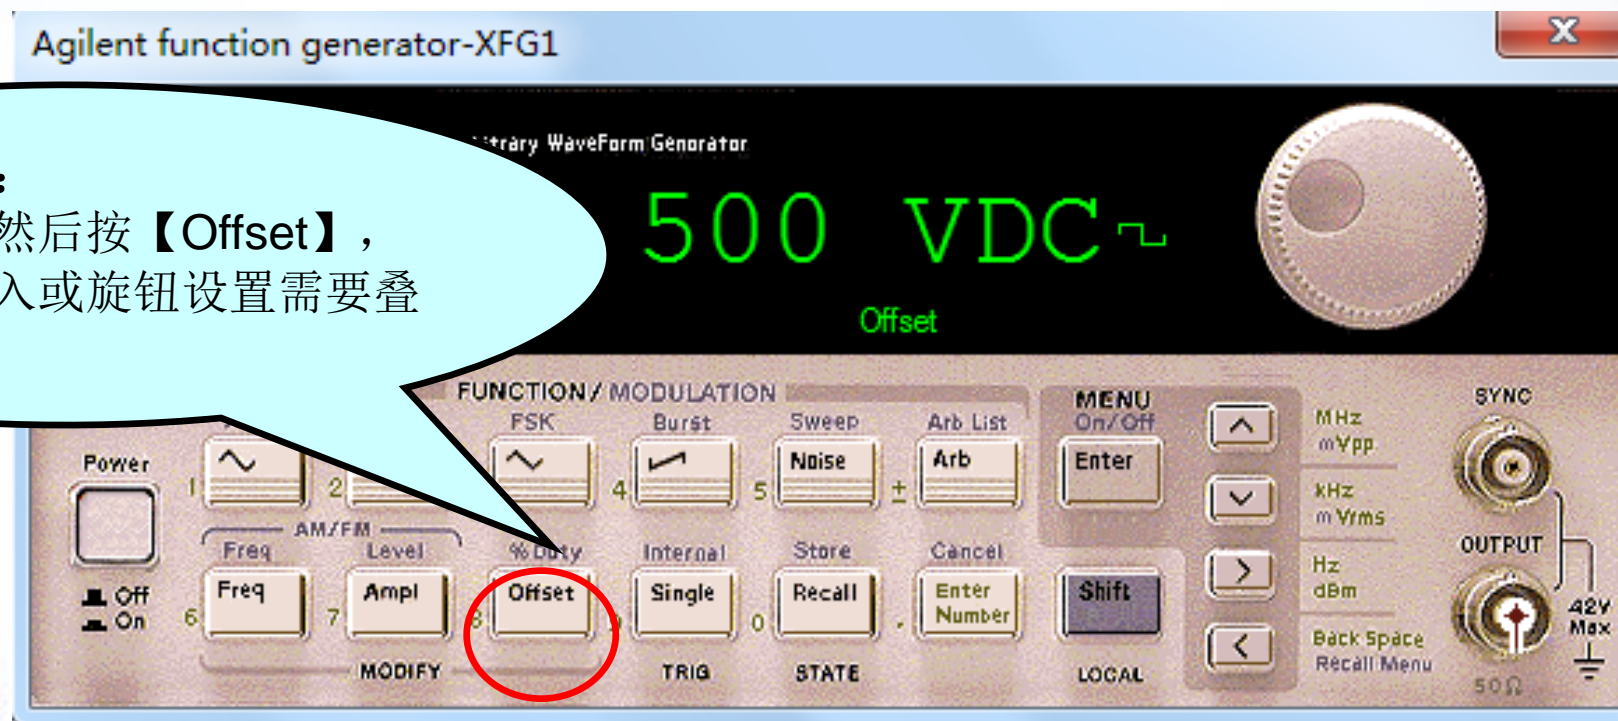 Agilent function generator-XFG1
X
WaveForm Genorator
:
然后按【Offset】，
入或旋钮设置需要叠
500 VDC
Offset
FUNCTION/MODULATION
FSK Burst Sweep Arb List
MENU
On/Off
Power
1 2 4 Noise 5 ± Arb Enter
MHz
mVpp
kHz
mVrms
Hz
dBm
Back Space
Recall Menu
SYNC
OUTPUT
42V
Max
50Ω
AM/FM
Freq Level % Duty Internal Store Cancel
Off
On
6 Freq 7 Ampl 8 Offset Single 0 Recall . Enter Number Shift
MODIFY TRIG STATE LOCAL